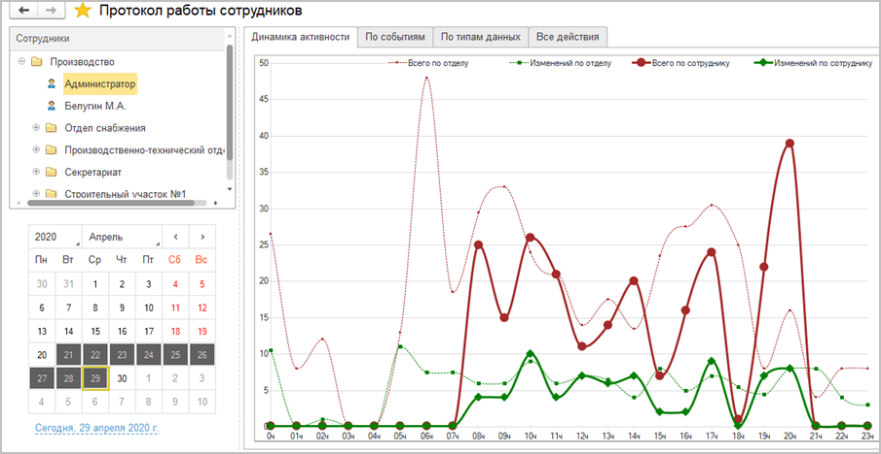 Протокол работы сотрудников
Сотрудники
Производство
Администратор
Белугин М.А.
Отдел снабжения
Производственно-технический отде
Секретариат
Строительный участок №1
2020 Апрель
Пн Вт Ср Чт Пт Сб Вс
30 31 1 2 3 4 5
6 7 8 9 10 11 12
13 14 15 16 17 18 19
20 21 22 23 24 25 26
27 28 29 30 1 2 3
4 5 6 7 8 9 10
Сегодня, 29 апреля 2020 г.
Динамика активности По событиям По типам данных Все действия
Всего по отделу Изменений по отделу Всего по сотруднику Изменений по сотруднику
50
45
40
35
30
25
20
15
10
5
0
0ч 01ч 02ч 03ч 04ч 05ч 06ч 07ч 08ч 09ч 10ч 11ч 12ч 13ч 14ч 15ч 16ч 17ч 18ч 19ч 20ч 21ч 22ч 23ч